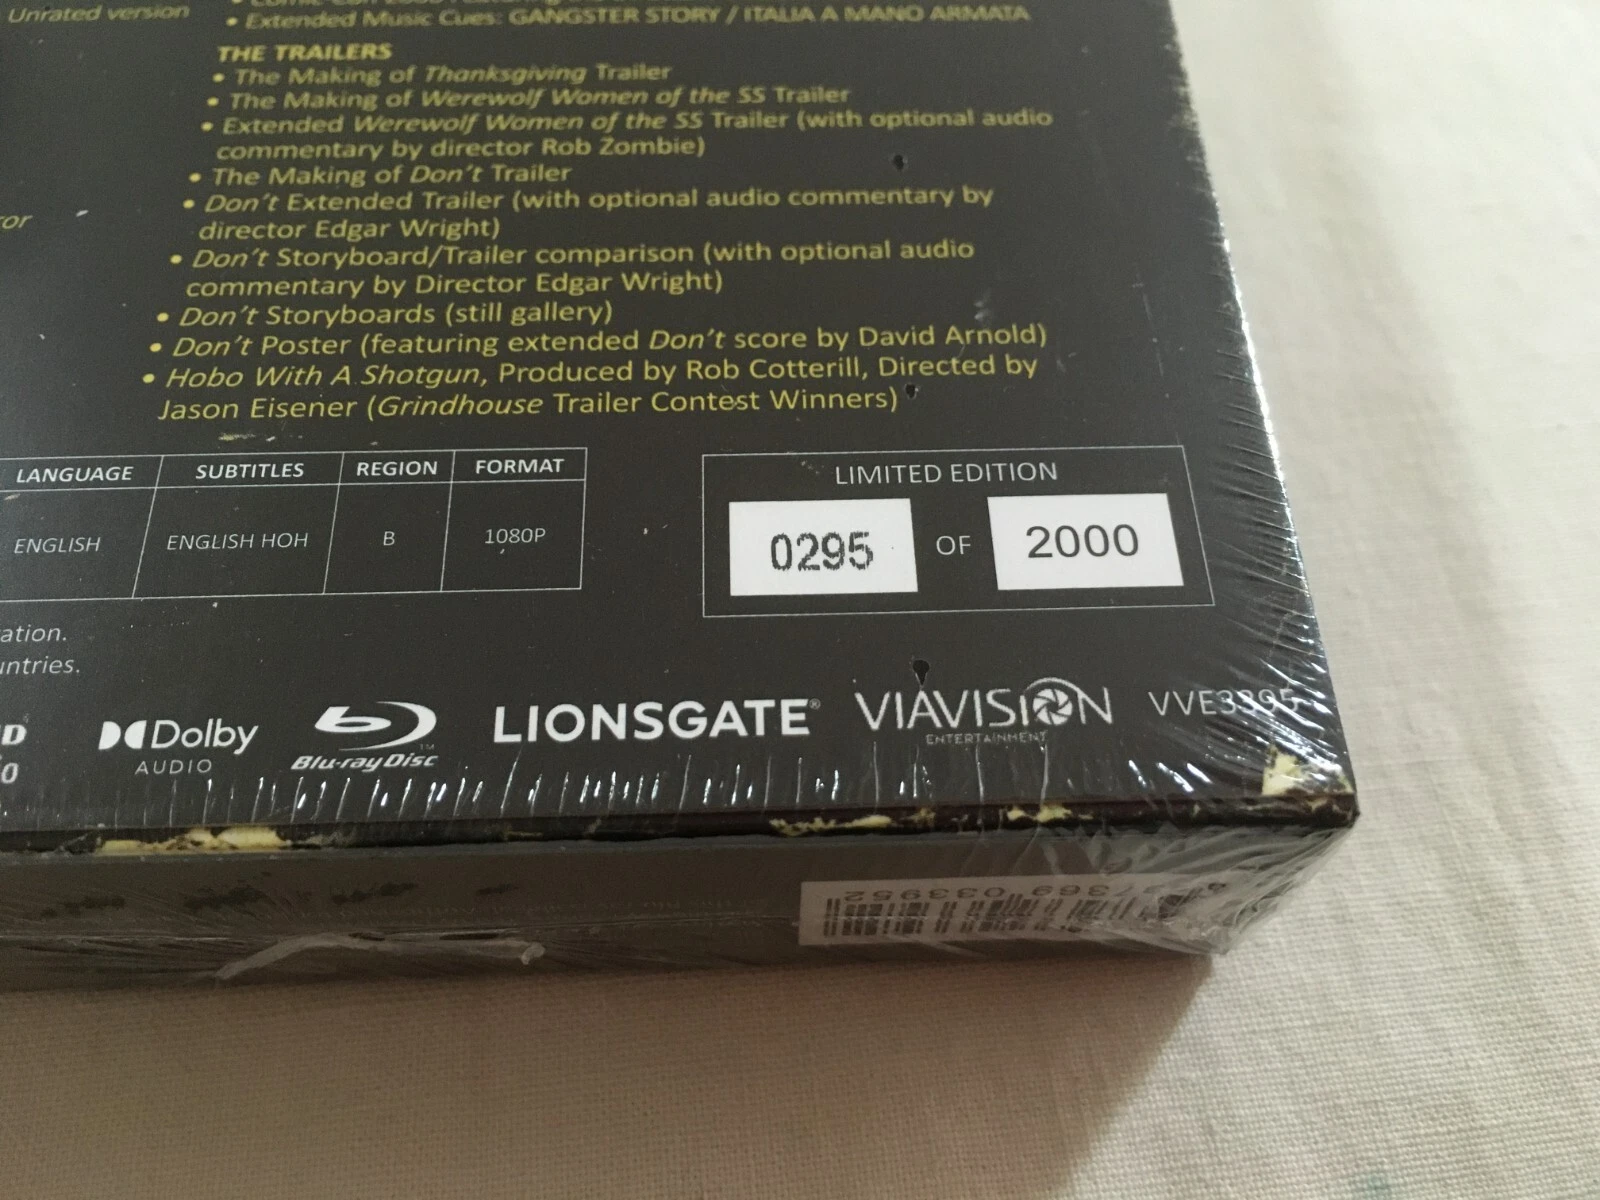 Unrated version
• Extended Music Cues: GANGSTER STORY / ITALIA A MANO ARMATA
THE TRAILERS
• The Making of Thanksgiving Trailer
• The Making of Werewolf Women of the SS Trailer
• Extended Werewolf Women of the SS Trailer (with optional audio
commentary by director Rob Zombie)
• The Making of Don't Trailer
• Don't Extended Trailer (with optional audio commentary by
director Edgar Wright)
• Don't Storyboard/Trailer comparison (with optional audio
commentary by Director Edgar Wright)
• Don't Storyboards (still gallery)
• Don't Poster (featuring extended Don't score by David Arnold)
• Hobo With A Shotgun, Produced by Rob Cotterill, Directed by
Jason Eisener (Grindhouse Trailer Contest Winners)
LANGUAGE SUBTITLES REGION FORMAT
ENGLISH ENGLISH HOH B 1080P
LIMITED EDITION
0295 OF 2000
Dolby
AUDIO
Blu-ray Disc™
LIONSGATE®
VIAVISION
ENTERTAINMENT
VVE3395